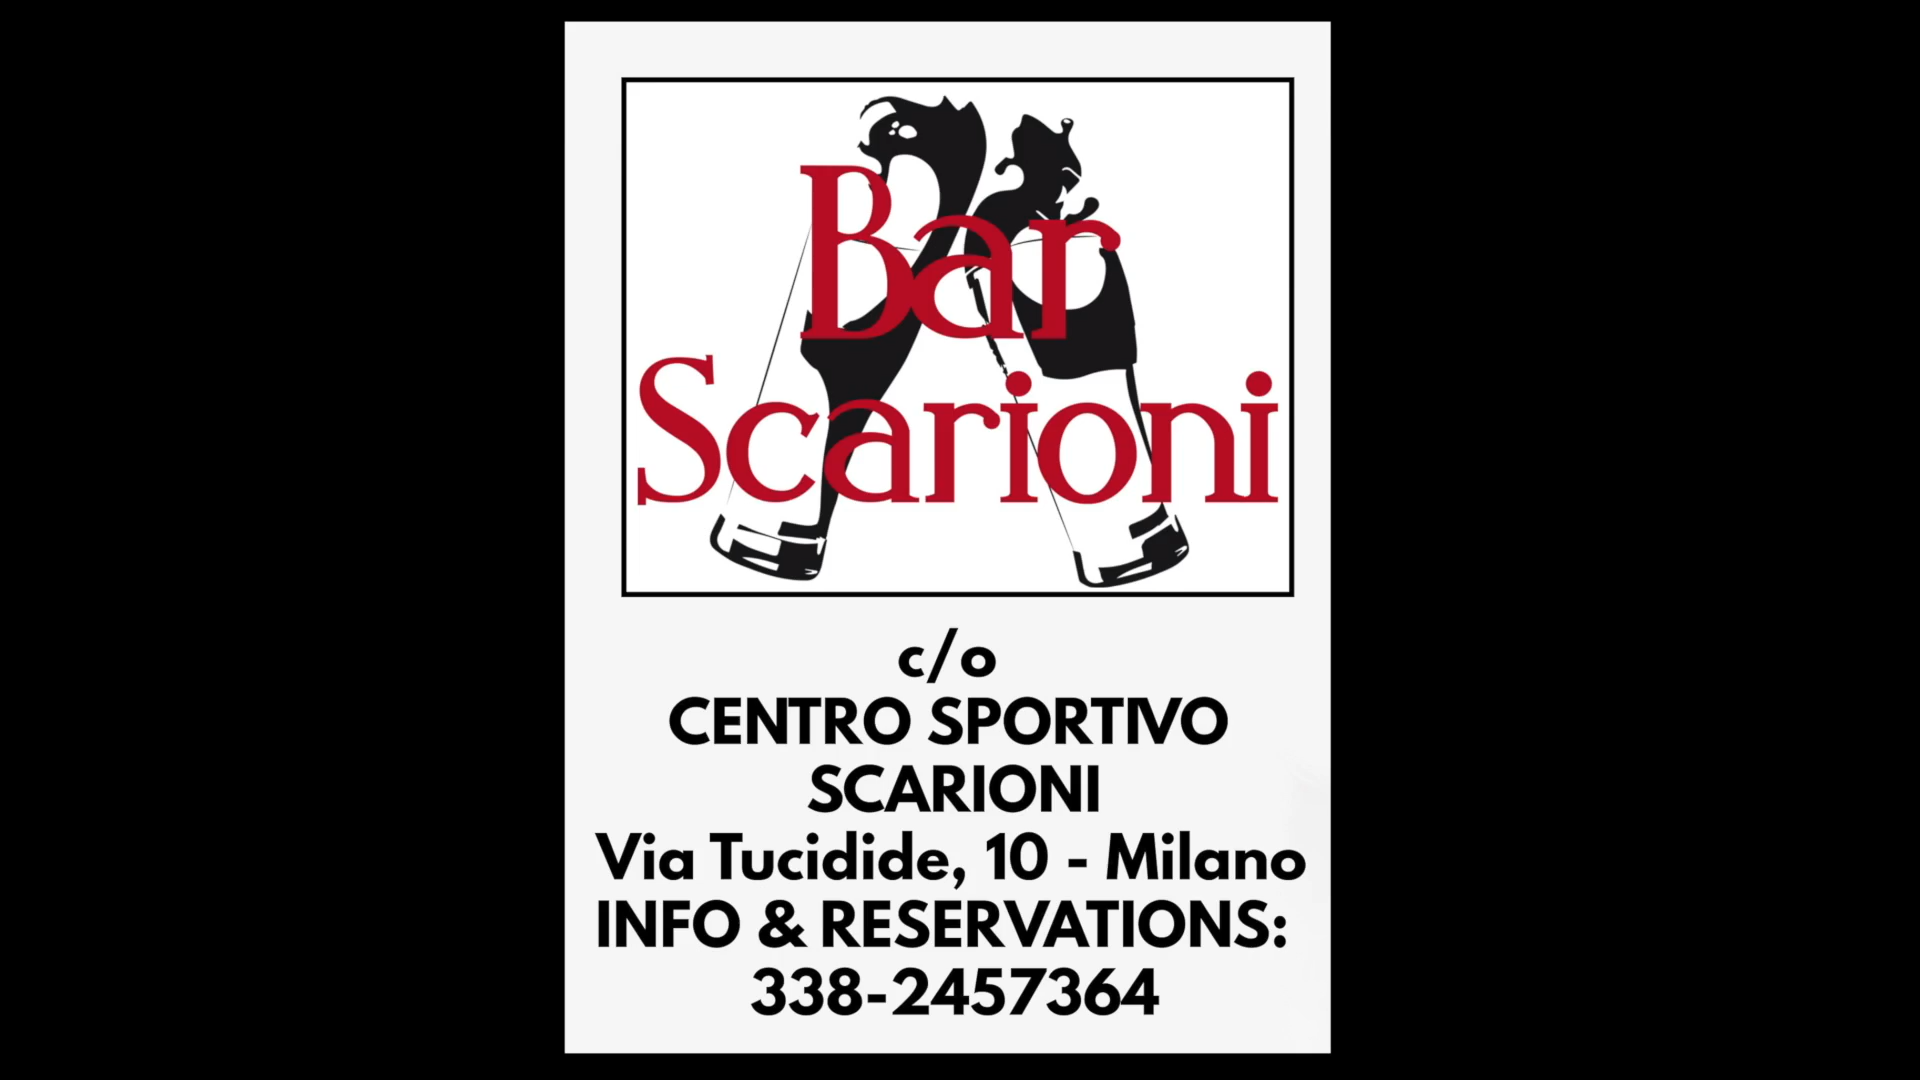 Bar
Scarioni
c/o
CENTRO SPORTIVO
SCARIONI
Via Tucidide, 10 - Milano
INFO & RESERVATIONS:
338-2457364